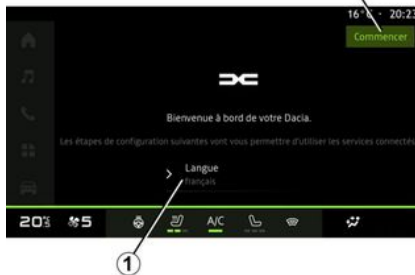 16°C · 20:23
Commencer
Bienvenue à bord de votre Dacia.
Les étapes de configuration suivantes vont vous permettre d'utiliser les services connectés
Langue
français
20 5 A/C
1